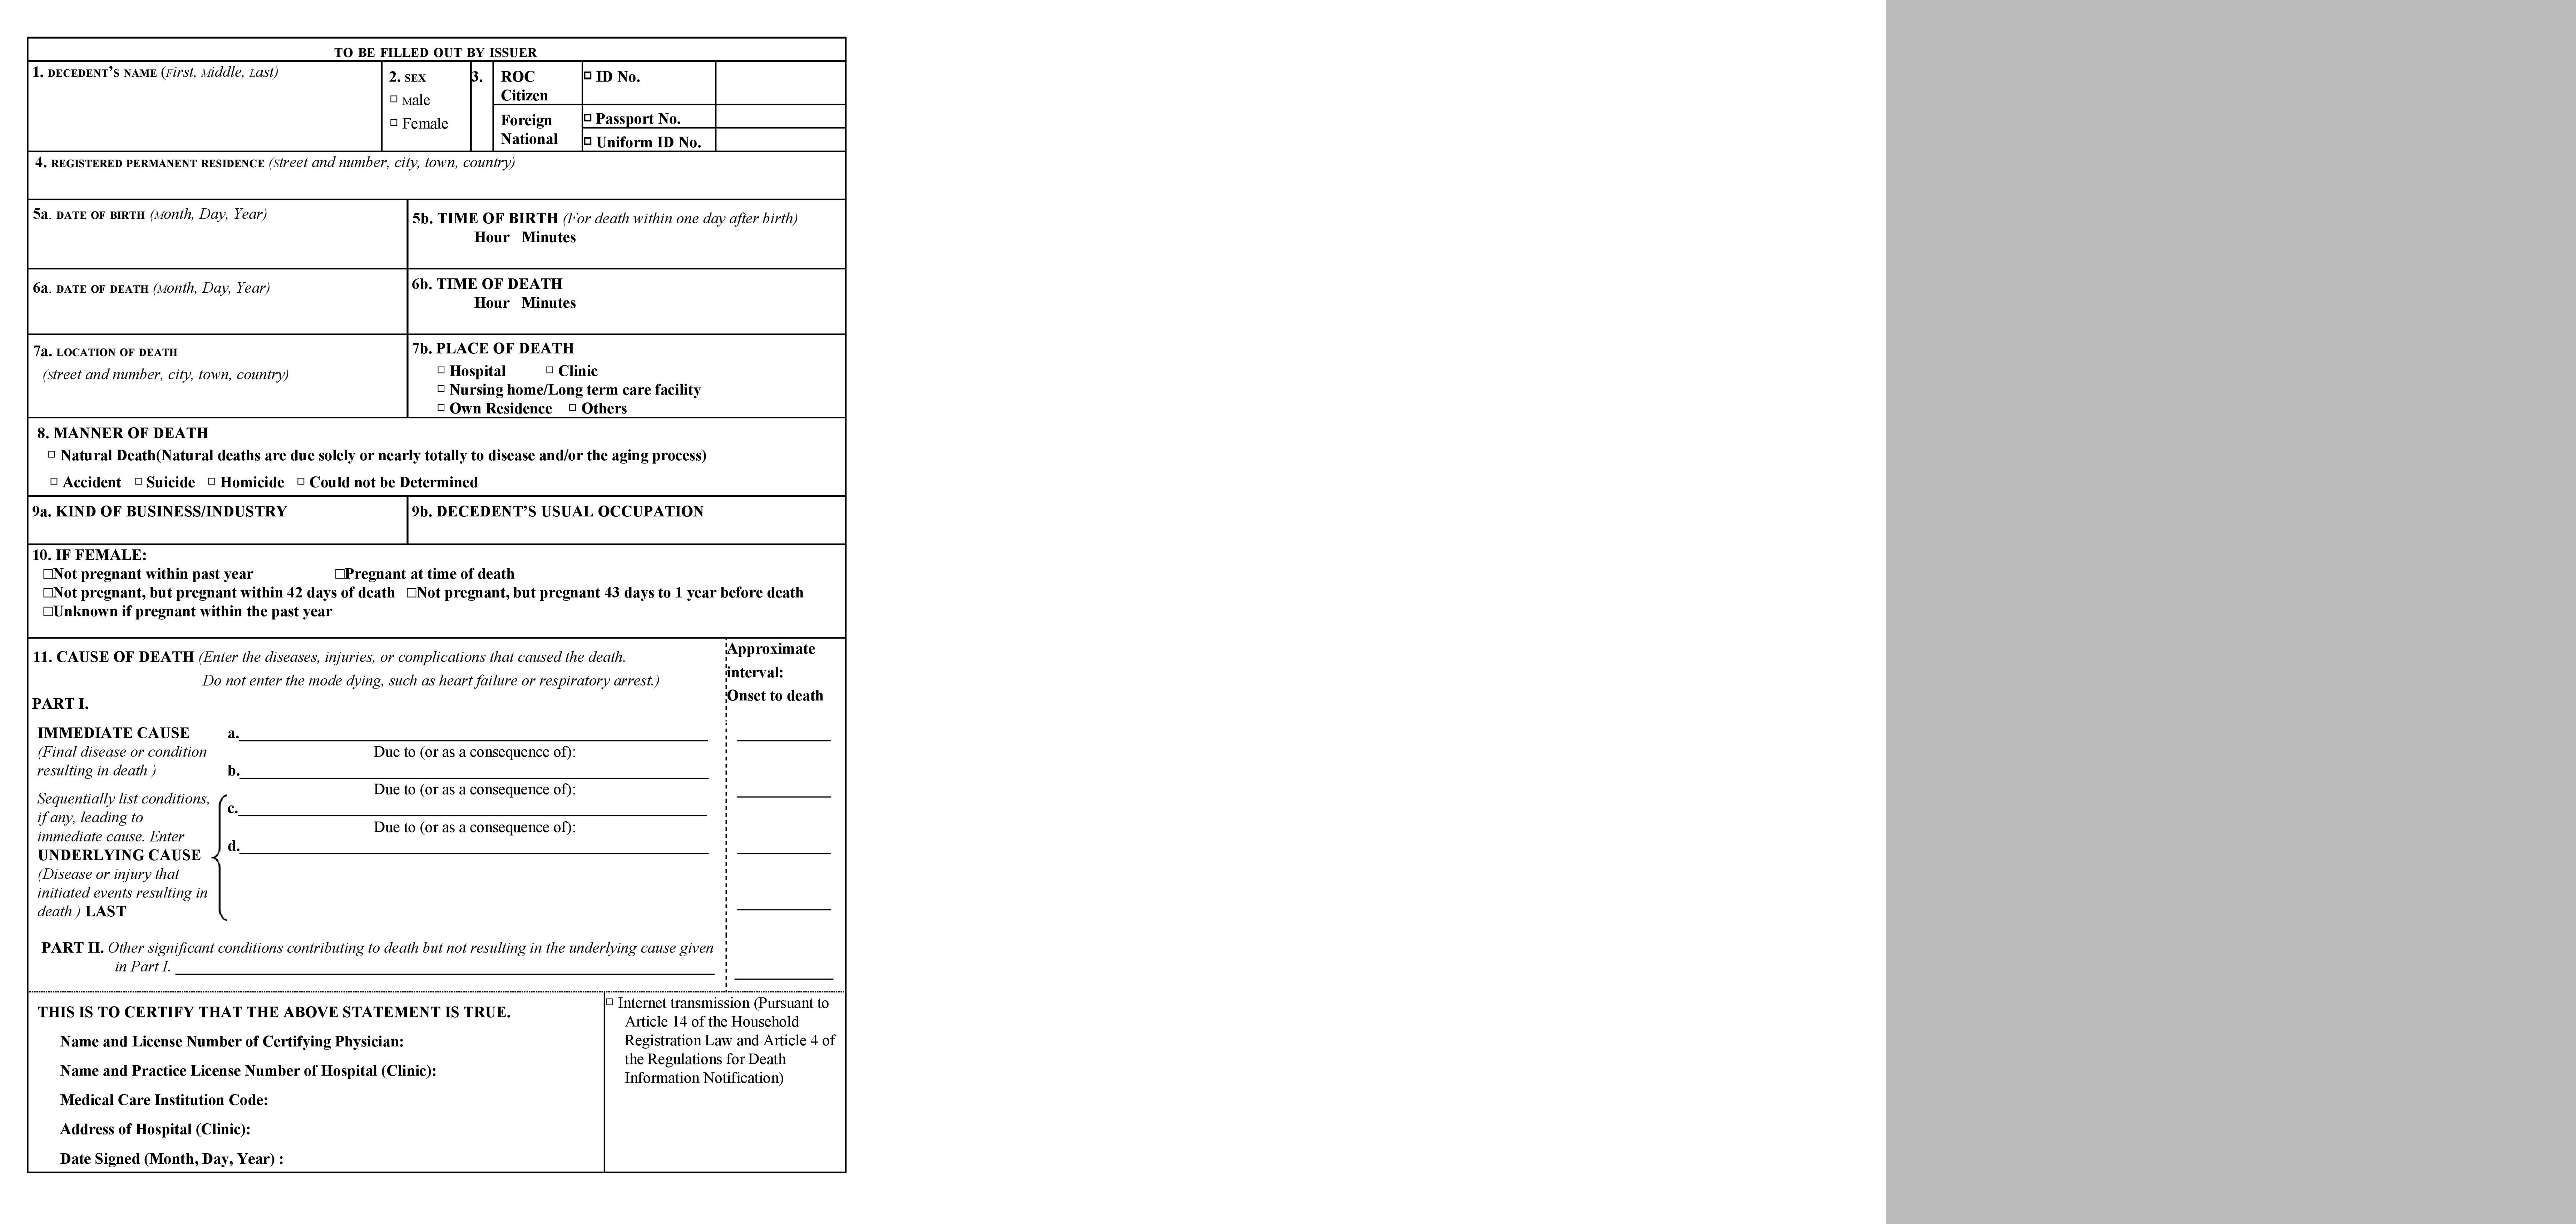 TO BE FILLED OUT BY ISSUER
1. DECEDENT’S NAME (First, Middle, Last)
2. SEX
□ Male
□ Female
3.
ROC
Citizen
□ ID No.
Foreign
National
□ Passport No.
□ Uniform ID No.
4. REGISTERED PERMANENT RESIDENCE (street and number, city, town, country)
5a. DATE OF BIRTH (Month, Day, Year)
5b. TIME OF BIRTH (For death within one day after birth)
Hour Minutes
6a. DATE OF DEATH (Month, Day, Year)
6b. TIME OF DEATH
Hour Minutes
7a. LOCATION OF DEATH
(street and number, city, town, country)
7b. PLACE OF DEATH
□ Hospital □ Clinic
□ Nursing home/Long term care facility
□ Own Residence □ Others
8. MANNER OF DEATH
□ Natural Death(Natural deaths are due solely or nearly totally to disease and/or the aging process)
□ Accident □ Suicide □ Homicide □ Could not be Determined
9a. KIND OF BUSINESS/INDUSTRY
9b. DECEDENT’S USUAL OCCUPATION
10. IF FEMALE:
□Not pregnant within past year □Pregnant at time of death
□Not pregnant, but pregnant within 42 days of death □Not pregnant, but pregnant 43 days to 1 year before death
□Unknown if pregnant within the past year
11. CAUSE OF DEATH (Enter the diseases, injuries, or complications that caused the death.
Do not enter the mode dying, such as heart failure or respiratory arrest.)
Approximate
interval:
Onset to death
PART I.
IMMEDIATE CAUSE
(Final disease or condition
resulting in death )
a.
Due to (or as a consequence of):
b.
Due to (or as a consequence of):
c.
Due to (or as a consequence of):
d.
Sequentially list conditions,
if any, leading to
immediate cause. Enter
UNDERLYING CAUSE
(Disease or injury that
initiated events resulting in
death ) LAST
PART II. Other significant conditions contributing to death but not resulting in the underlying cause given
in Part I.
THIS IS TO CERTIFY THAT THE ABOVE STATEMENT IS TRUE.
Name and License Number of Certifying Physician:
Name and Practice License Number of Hospital (Clinic):
Medical Care Institution Code:
Address of Hospital (Clinic):
Date Signed (Month, Day, Year) :
□ Internet transmission (Pursuant to
Article 14 of the Household
Registration Law and Article 4 of
the Regulations for Death
Information Notification)